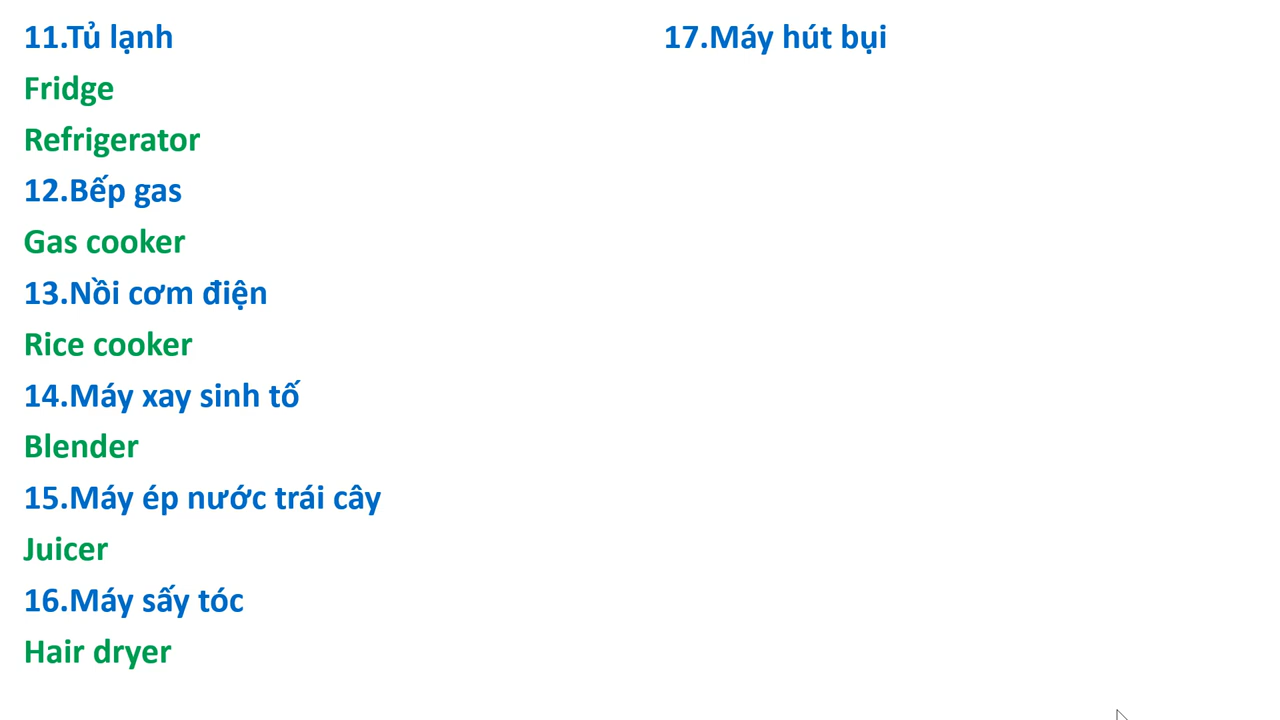 11.Tủ lạnh
Fridge
Refrigerator
12.Bếp gas
Gas cooker
13.Nồi cơm điện
Rice cooker
14.Máy xay sinh tố
Blender
15.Máy ép nước trái cây
Juicer
16.Máy sấy tóc
Hair dryer
17.Máy hút bụi